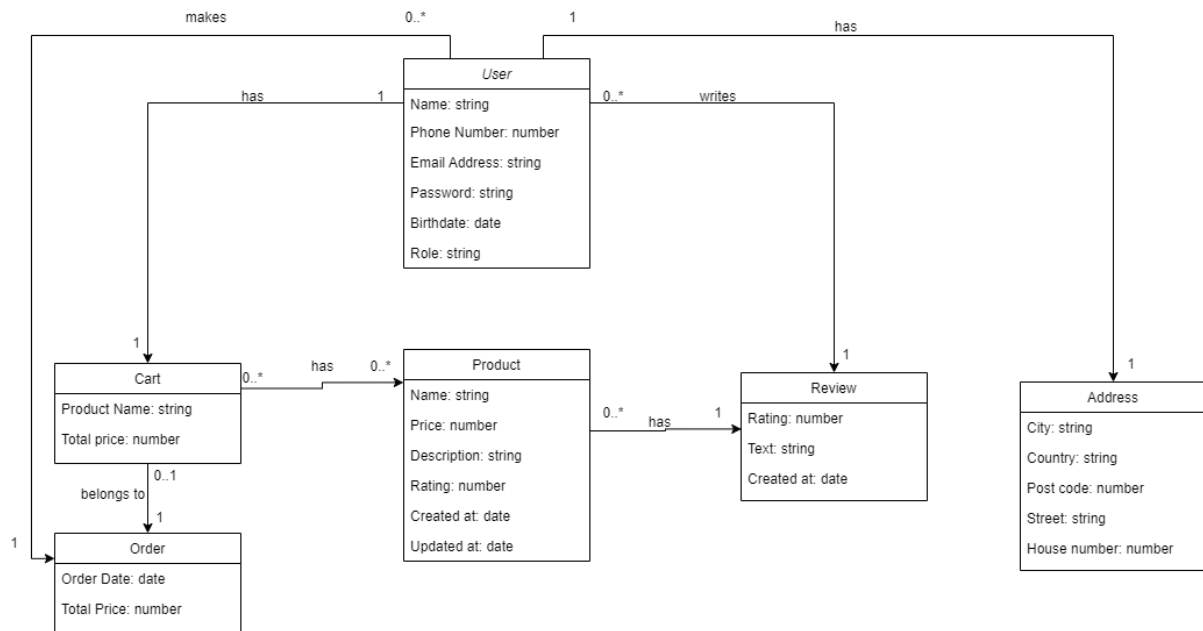 makes
0..*
1
has
User
Name: string
Phone Number: number
Email Address: string
Password: string
Birthdate: date
Role: string
has
1
0..*
writes
1
Cart
Product Name: string
Total price: number
0..*
has
0..*
Product
Name: string
Price: number
Description: string
Rating: number
Created at: date
Updated at: date
0..*
has
1
1
Review
Rating: number
Text: string
Created at: date
1
Address
City: string
Country: string
Post code: number
Street: string
House number: number
0..1
belongs to
1
1
Order
Order Date: date
Total Price: number